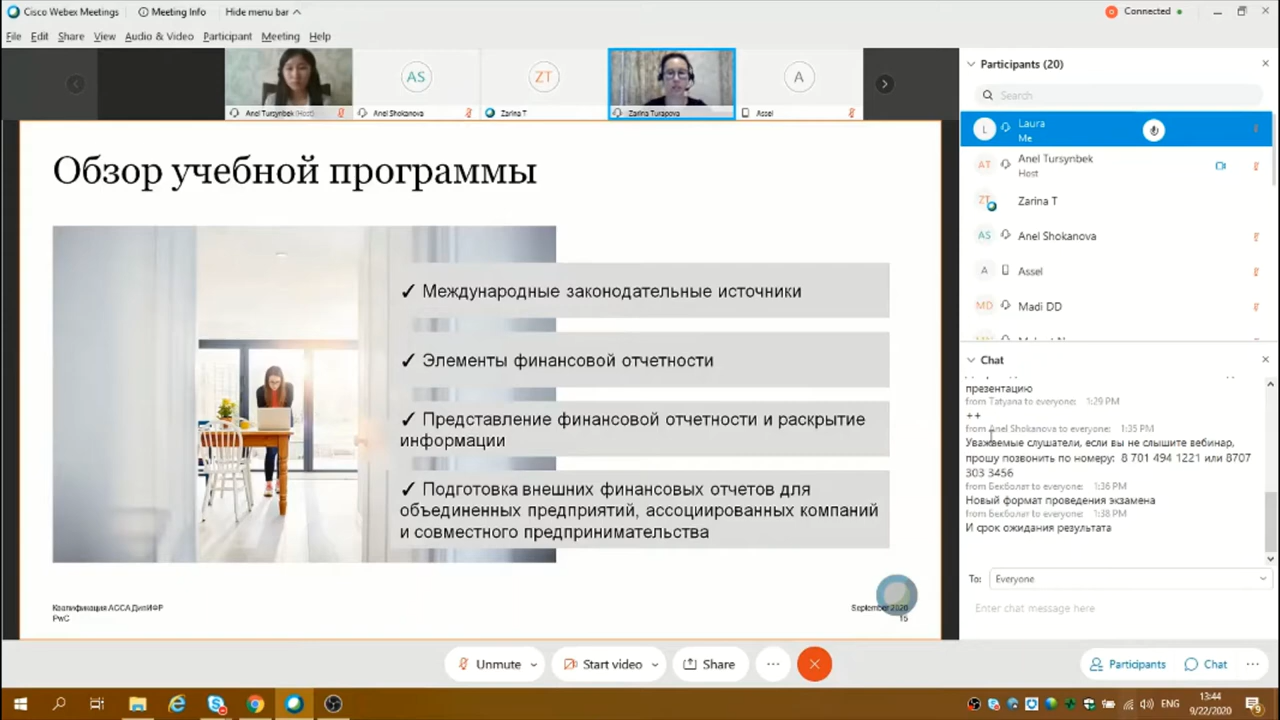 Cisco Webex Meetings
Meeting Info
Hide menu bar
Connected
File Edit Share View Audio & Video Participant Meeting Help
AS
ZT
A
Anel Tursynbek (Host)
Anel Shokanova
Zarina T
Zarina Turapova
Assel
Обзор учебной программы
✓ Международные законодательные источники
✓ Элементы финансовой отчетности
✓ Представление финансовой отчетности и раскрытие
информации
✓ Подготовка внешних финансовых отчетов для
объединенных предприятий, ассоциированных компаний
и совместного предпринимательства
Квалификация ACCA ДипИФР
PwC
September 2020
15
Participants (20)
Search
L
Laura
Me
AT
Anel Tursynbek
Host
ZT
Zarina T
AS
Anel Shokanova
A
Assel
MD
Madi DD
Chat
презентацию
from Татуана to everyone: 1:29 PM
++
from Anel Shokanova to everyone: 1:35 PM
Уважаемые слушатели, если вы не слышите вебинар,
прошу позвонить по номеру: 8 701 494 1221 или 8707
303 3456
from Бекболат to everyone: 1:36 PM
Новый формат проведения экзамена
from Бекболат to everyone: 1:38 PM
И срок ожидания результата
To: Everyone
Enter chat message here
Unmute
Start video
Share
Participants
Chat
ENG
13:44
9/22/2020
9